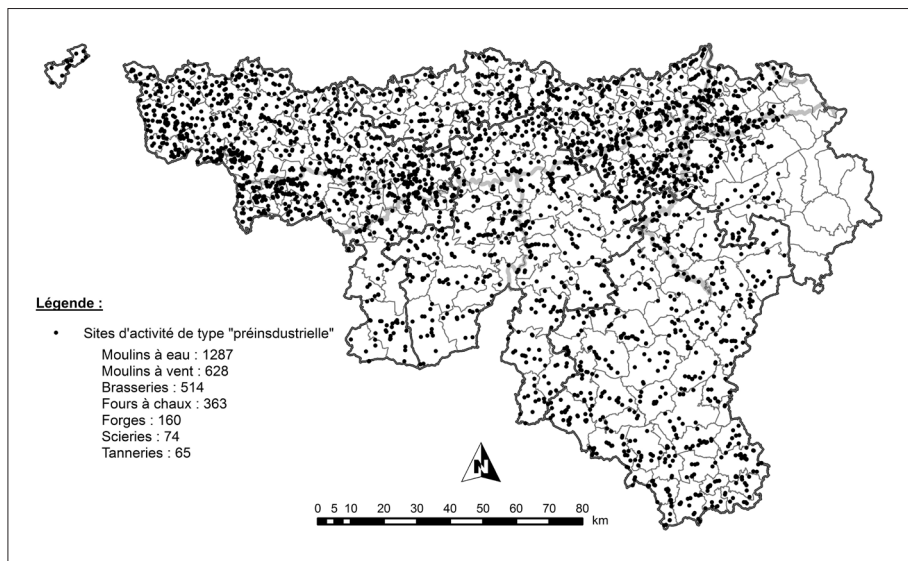 Légende :
Sites d'activité de type "préinsdustrielle"
Moulins à eau : 1287
Moulins à vent : 628
Brasseries : 514
Fours à chaux : 363
Forges : 160
Scieries : 74
Tanneries : 65
N
0 5 10 20 30 40 50 60 70 80
km